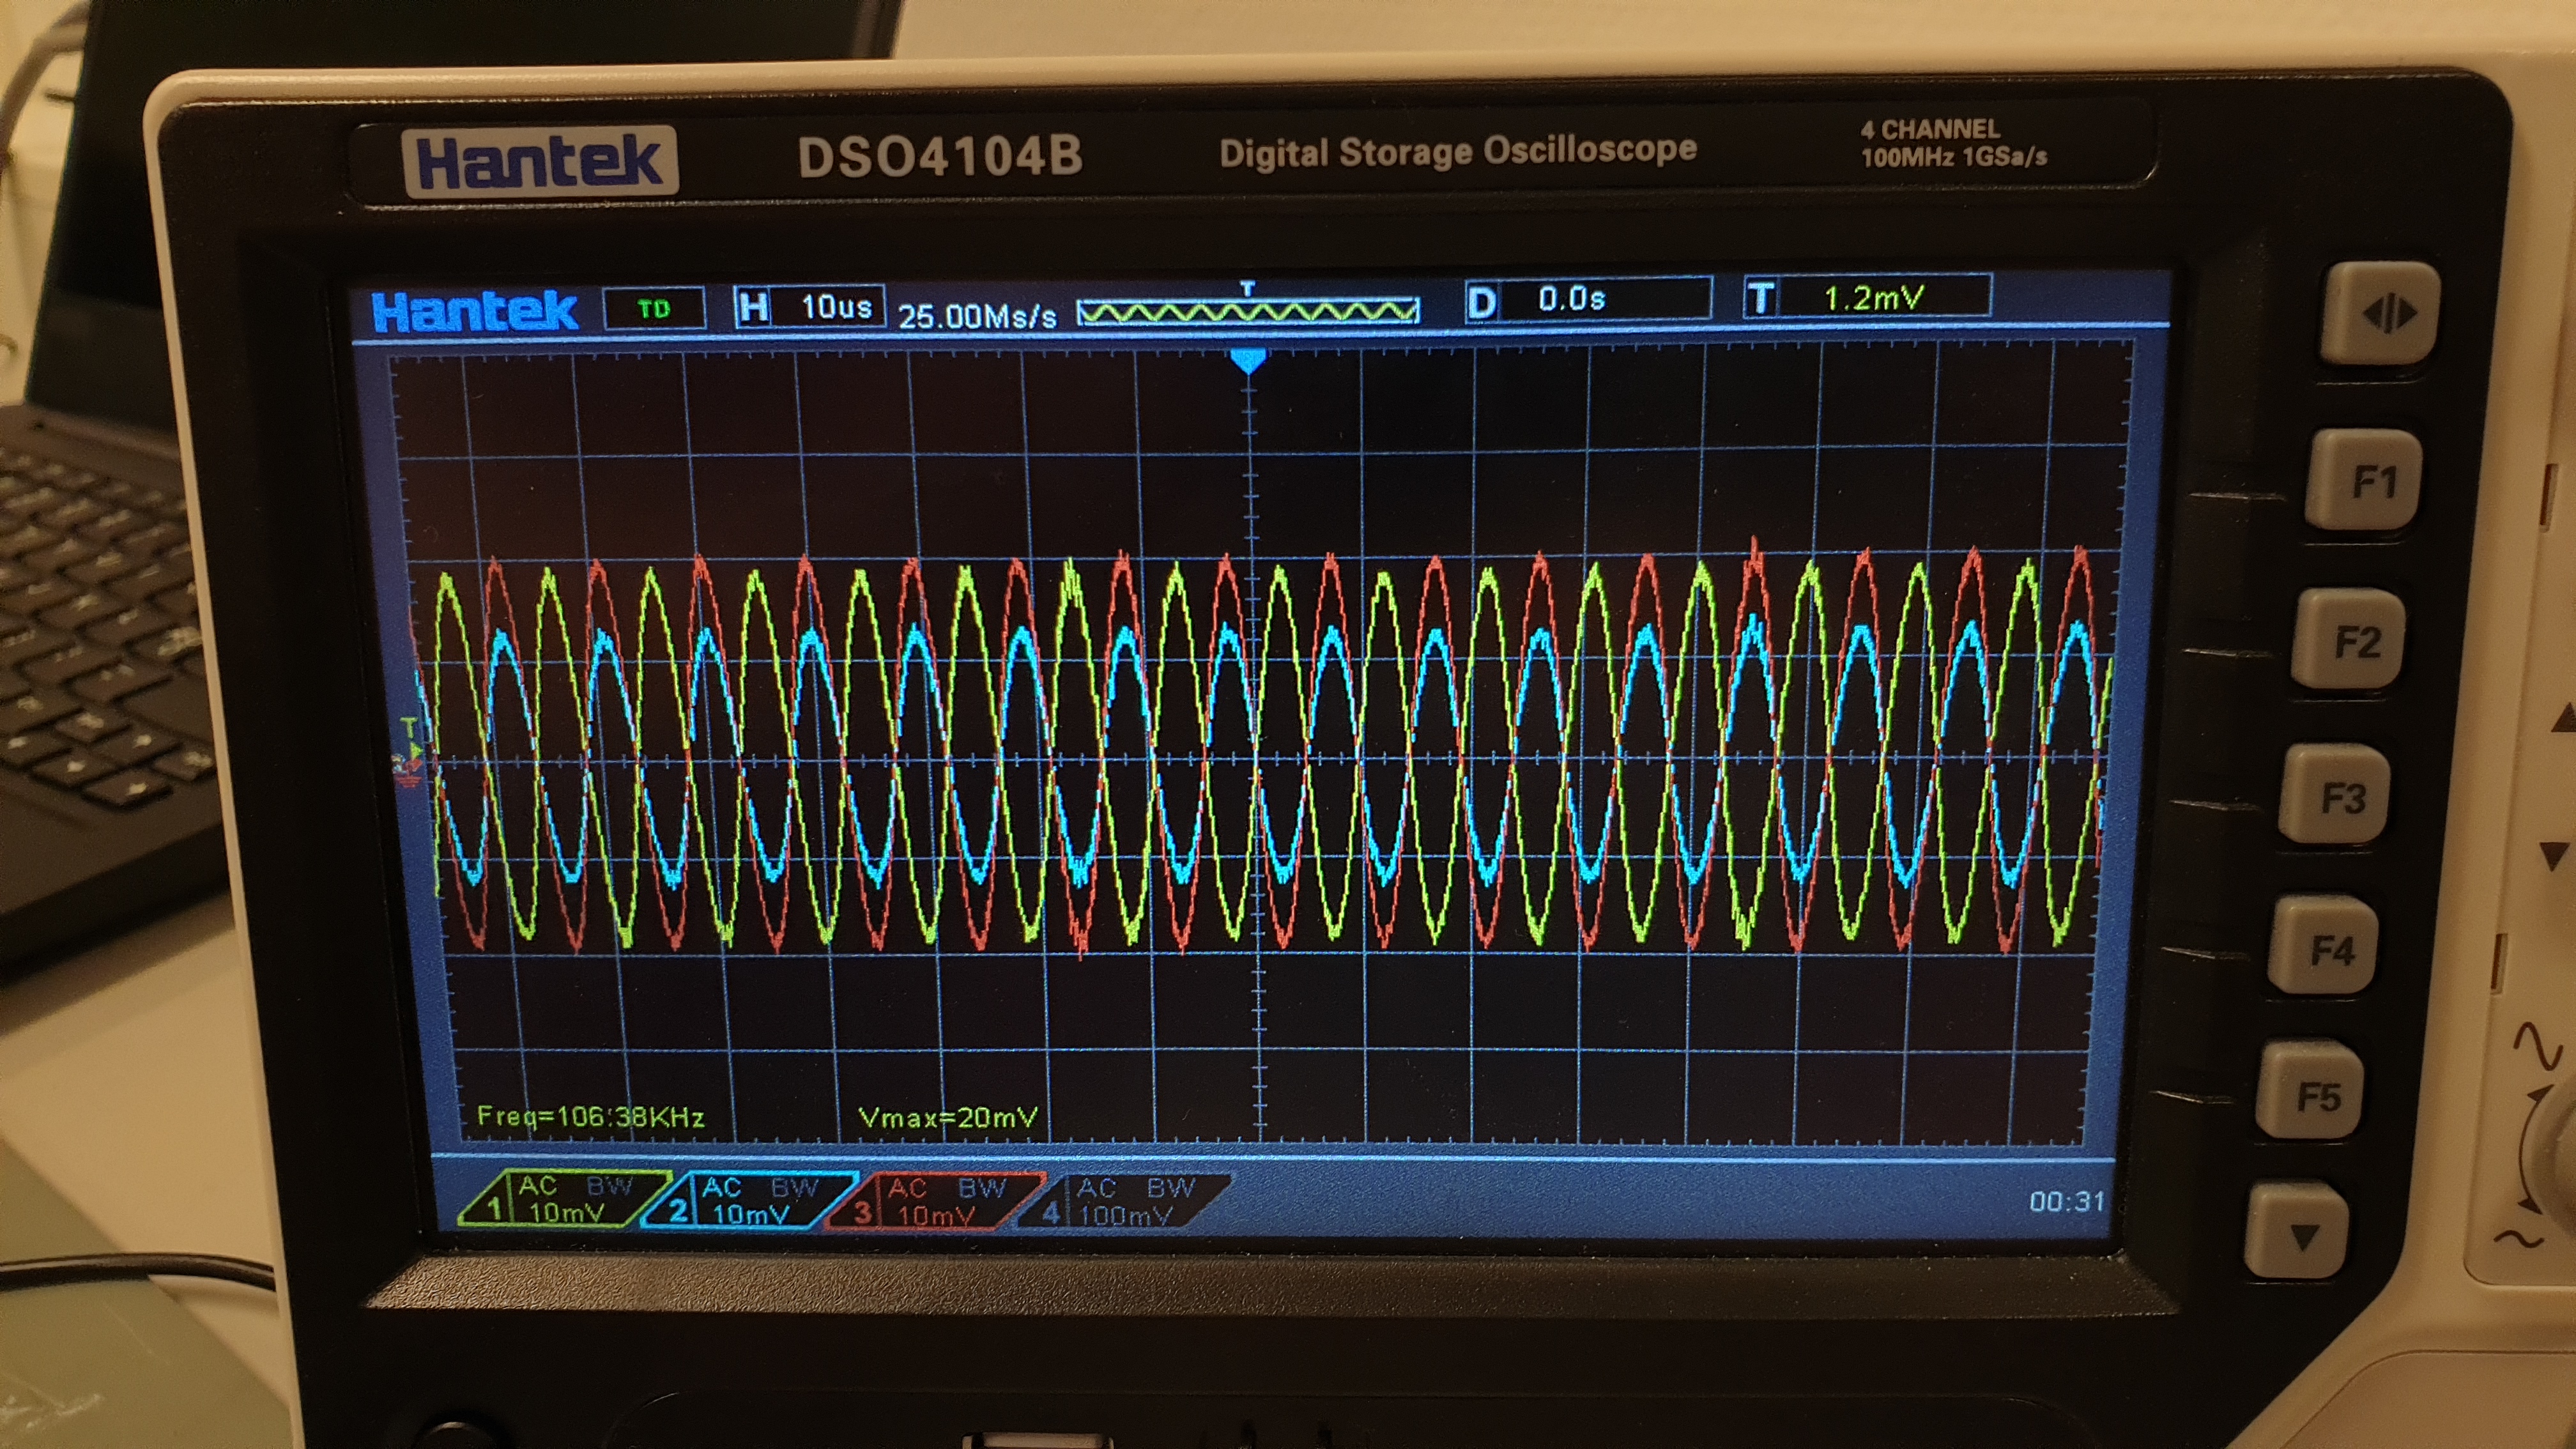 Hantek DSO4104B Digital Storage Oscilloscope 4 CHANNEL
100MHz 1GSa/s
Hantek TD H 10us 25.00Ms/s T D 0.0s T 1.2mV
T
Freq=106.38KHz Vmax=20mV
1 AC BW 10mV
2 AC BW 10mV
3 AC BW 10mV
4 AC BW 100mV
00:31
F1
F2
F3
F4
F5